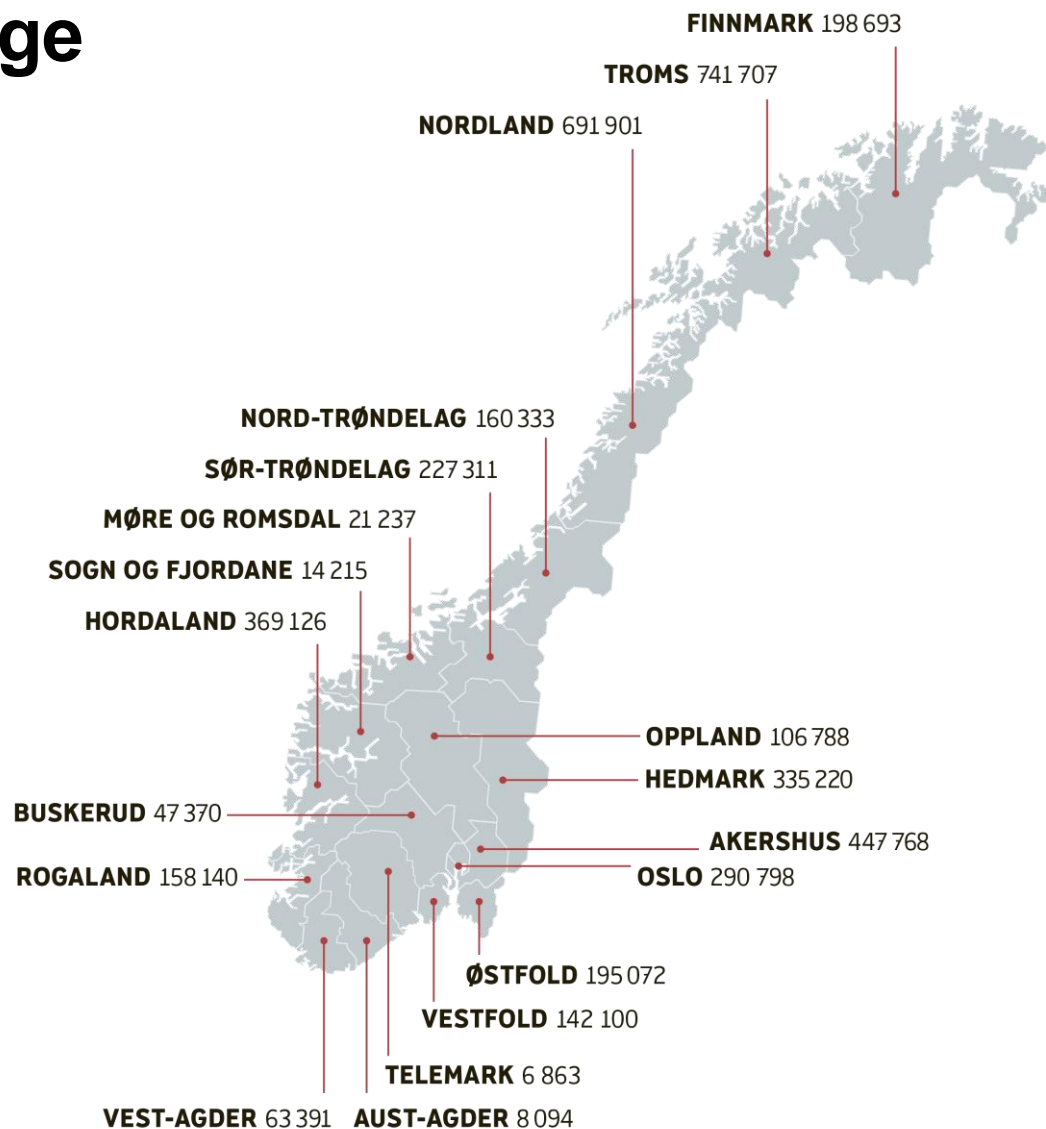 ge
FINNMARK 198 693
TROMS 741 707
NORDLAND 691 901
NORD-TRØNDELAG 160 333
SØR-TRØNDELAG 227 311
MØRE OG ROMSDAL 21 237
SOGN OG FJORDANE 14 215
HORDALAND 369 126
OPPLAND 106 788
HEDMARK 335 220
BUSKERUD 47 370
AKERSHUS 447 768
ROGALAND 158 140
OSLO 290 798
ØSTFOLD 195 072
VESTFOLD 142 100
TELEMARK 6 863
VEST-AGDER 63 391
AUST-AGDER 8 094